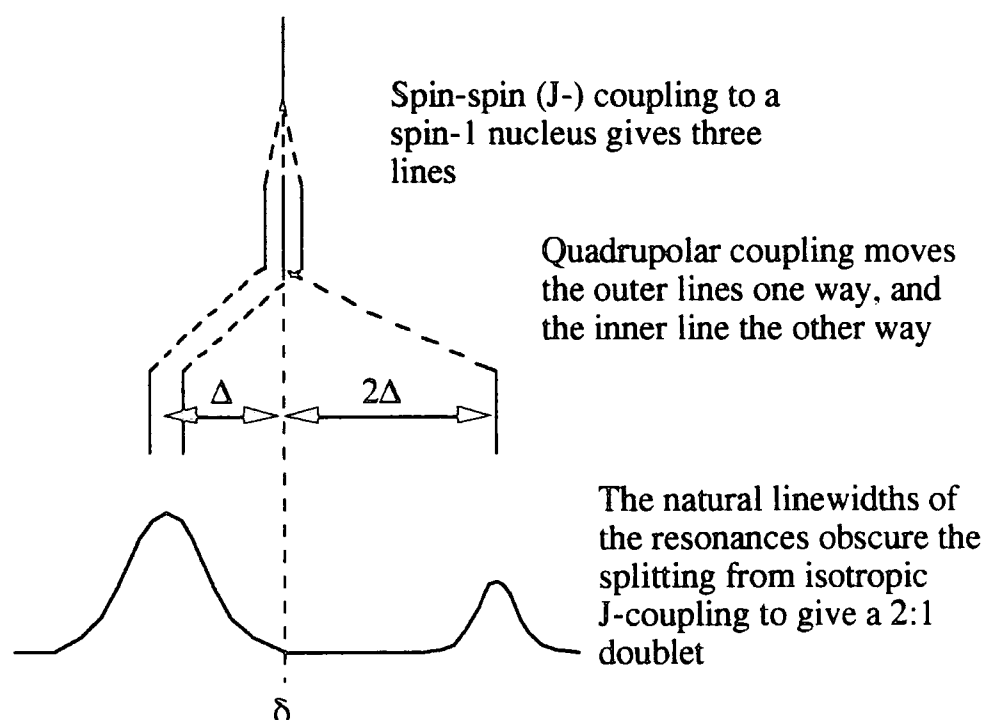 Spin-spin (J-) coupling to a
spin-1 nucleus gives three
lines
Quadrupolar coupling moves
the outer lines one way, and
the inner line the other way
Δ
2Δ
The natural linewidths of
the resonances obscure the
splitting from isotropic
J-coupling to give a 2:1
doublet
δ